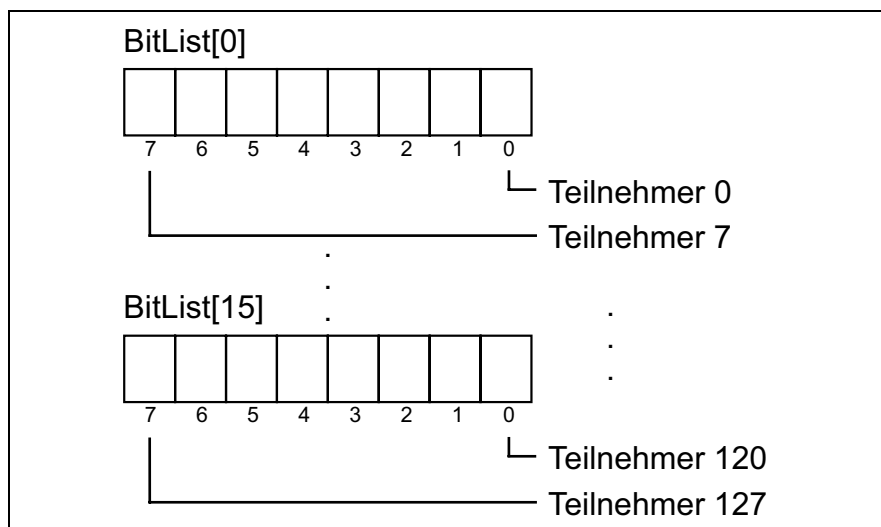 BitList[0]
7 6 5 4 3 2 1 0
Teilnehmer 0
Teilnehmer 7
.
.
.
BitList[15]
.
.
.
7 6 5 4 3 2 1 0
Teilnehmer 120
Teilnehmer 127